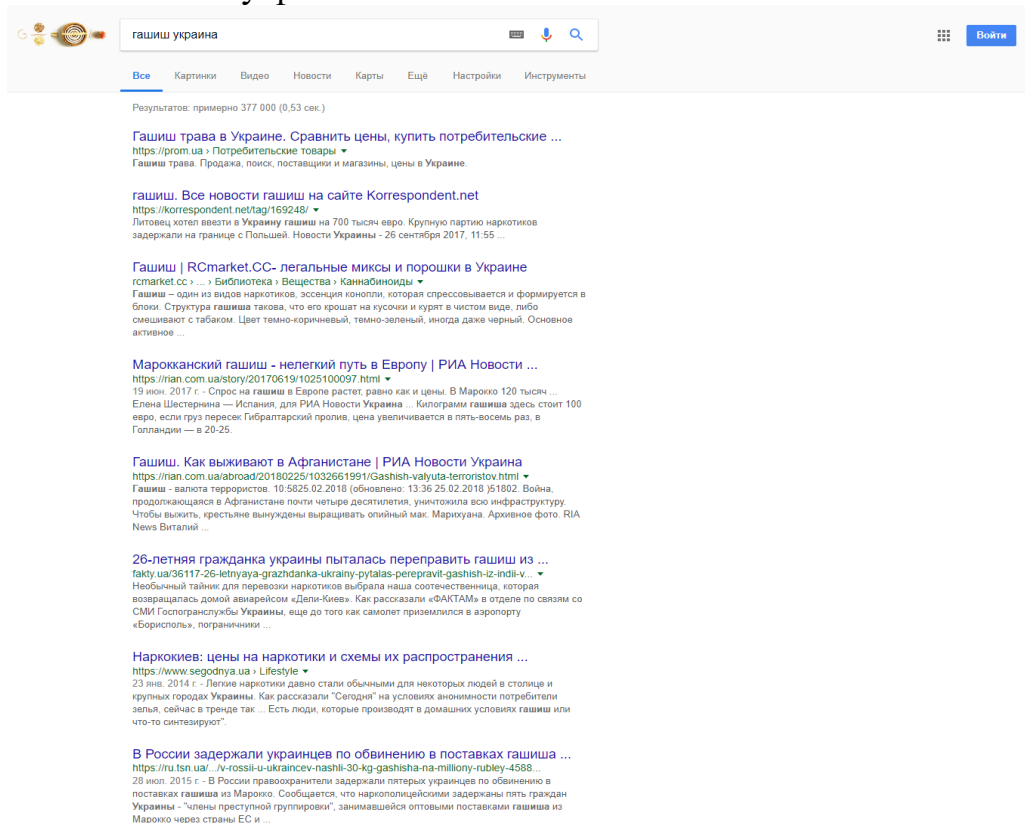 гашиш украина
Войти
Все Картинки Видео Новости Карты Ещё Настройки Инструменты
Результатов: примерно 377 000 (0,53 сек.)
Гашиш трава в Украине. Сравнить цены, купить потребительские ...
https://prom.ua › Потребительские товары
Гашиш трава. Продажа, поиск, поставщики и магазины, цены в Украине.
гашиш. Все новости гашиш на сайте Korrespondent.net
https://korrespondent.net/tag/169248/
Литовец хотел ввезти в Украину гашиш на 700 тысяч евро. Крупную партию наркотиков
задержали на границе с Польшей. Новости Украины - 26 сентября 2017, 11:55 ...
Гашиш | RCmarket.CC- легальные миксы и порошки в Украине
rcmarket.cc › ... › Библиотека › Вещества › Каннабиноиды
Гашиш – один из видов наркотиков, эссенция конопли, которая спрессовывается и формируется в
блоки. Структура гашиша такова, что его крошат на кусочки и курят в чистом виде, либо
смешивают с табаком. Цвет темно-коричневый, темно-зеленый, иногда даже черный. Основное
активное ...
Марокканский гашиш - нелегкий путь в Европу | РИА Новости ...
https://rian.com.ua/story/20170619/1025100097.html
19 июн. 2017 г. - Спрос на гашиш в Европе растет, равно как и цены. В Марокко 120 тысяч ...
Елена Шестернина — Испания, для РИА Новости Украина ... Килограмм гашиша здесь стоит 100
евро, если груз пересек Гибралтарский пролив, цена увеличивается в пять-восемь раз, в
Голландии — в 20-25.
Гашиш. Как выживают в Афганистане | РИА Новости Украина
https://rian.com.ua/abroad/20180225/1032661991/Gashish-valyuta-terroristov.html
Гашиш - валюта террористов. 10:5825.02.2018 (обновлено: 13:36 25.02.2018 )51802. Война,
продолжающаяся в Афганистане почти четыре десятилетия, уничтожила всю инфраструктуру.
Чтобы выжить, крестьяне вынуждены выращивать опийный мак. Марихуана. Архивное фото. RIA
News Виталий ...
26-летняя гражданка украины пыталась переправить гашиш из ...
fakty.ua/36117-26-letnyaya-grazhdanka-ukrainy-pytalas-perepravit-gashish-iz-indii-v...
Необычный тайник для перевозки наркотиков выбрала наша соотечественница, которая
возвращалась домой авиарейсом «Дели-Киев». Как рассказали «ФАКТАМ» в отделе по связям со
СМИ Госпогранслужбы Украины, еще до того как самолет приземлился в аэропорту
«Борисполь», пограничники ...
Наркокиев: цены на наркотики и схемы их распространения ...
https://www.segodnya.ua › Lifestyle
23 янв. 2014 г. - Легкие наркотики давно стали обычными для некоторых людей в столице и
крупных городах Украины. Как рассказали "Сегодня" на условиях анонимности потребители
зелья, сейчас в тренде так ... Есть люди, которые производят в домашних условиях гашиш или
что-то синтезируют".
В России задержали украинцев по обвинению в поставках гашиша ...
https://ru.tsn.ua/.../v-rossii-u-ukraincev-nashli-30-kg-gashisha-na-milliony-rubley-4588...
28 июл. 2015 г. - В России правоохранители задержали пятерых украинцев по обвинению в
поставках гашиша из Марокко. Сообщается, что наркополицейскими задержаны пять граждан
Украины - "члены преступной группировки", занимавшейся оптовыми поставками гашиша из
Марокко через страны ЕС и ...